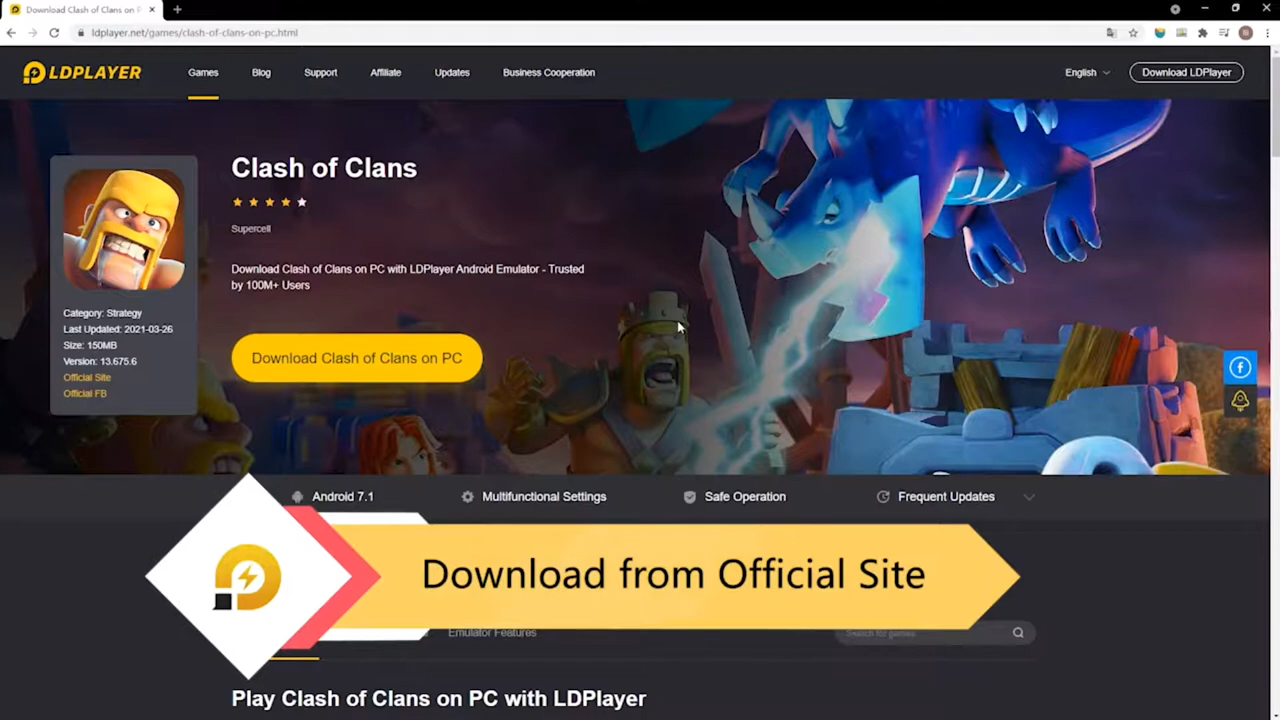 Download Clash of Clans on P
ldplayer.net/games/clash-of-clans-on-pc.html
LDPLAYER
Games
Blog
Support
Affiliate
Updates
Business Cooperation
English
Download LDPlayer
Clash of Clans
Supercell
Download Clash of Clans on PC with LDPlayer Android Emulator - Trusted
by 100M+ Users
Category: Strategy
Last Updated: 2021-03-26
Size: 150MB
Version: 13.675.6
Official Site
Official FB
Download Clash of Clans on PC
Android 7.1
Multifunctional Settings
Safe Operation
Frequent Updates
Download from Official Site
Emulator Features
Search for games
Play Clash of Clans on PC with LDPlayer